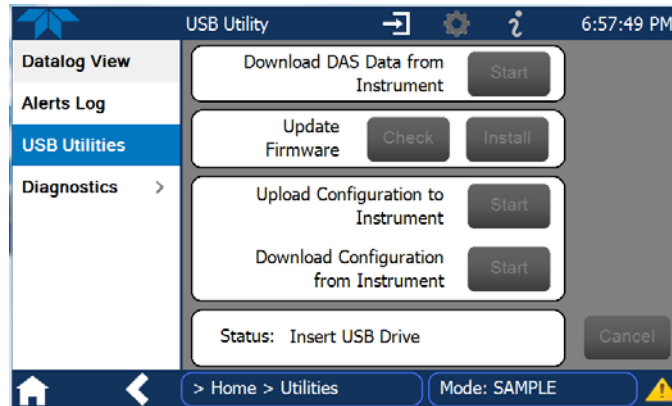 USB Utility
6:57:49 PM
Datalog View
Alerts Log
USB Utilities
Diagnostics >
Download DAS Data from
Instrument
Start
Update
Firmware
Check
Install
Upload Configuration to
Instrument
Start
Download Configuration
from Instrument
Start
Status: Insert USB Drive
Cancel
> Home > Utilities
Mode: SAMPLE